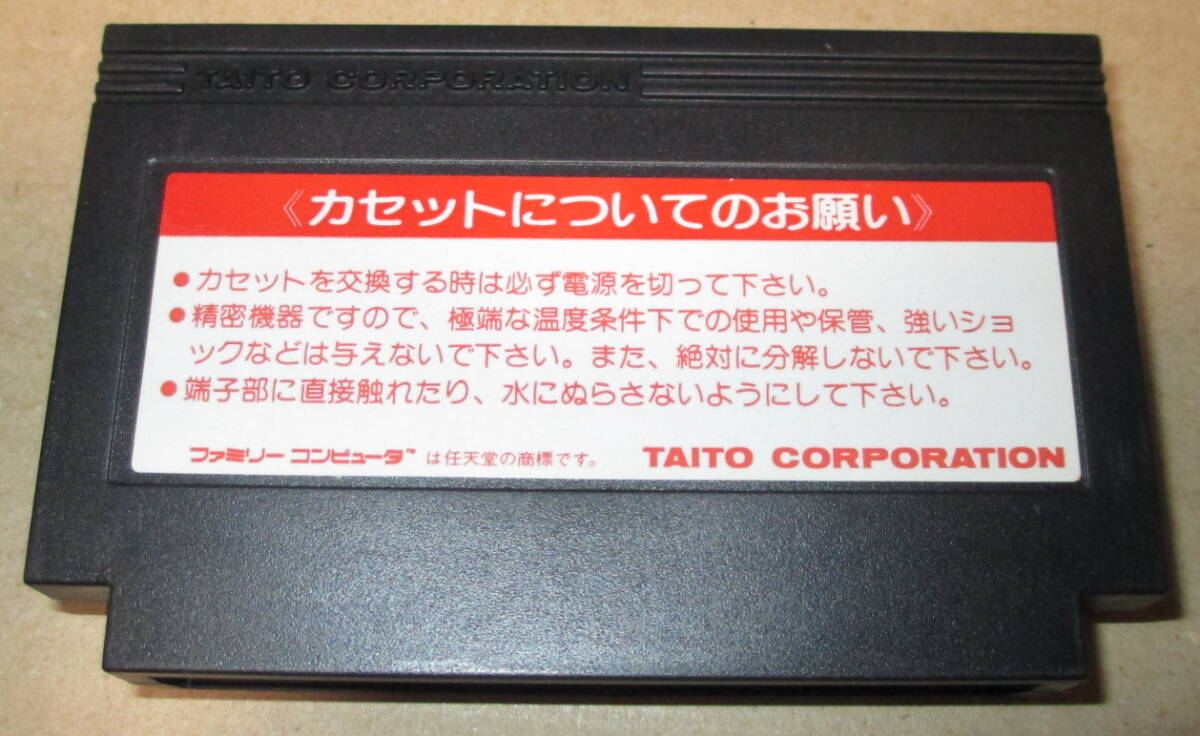 TAITO CORPORATION
《カセットについてのお願い》
●カセットを交換する時は必ず電源を切って下さい。
●精密機器ですので、極端な温度条件下での使用や保管、強いショ
ックなどは与えないで下さい。また、絶対に分解しないで下さい。
●端子部に直接触れたり、水にぬらさないようにして下さい。
ファミリーコンピュータ™ は任天堂の商標です。 TAITO CORPORATION